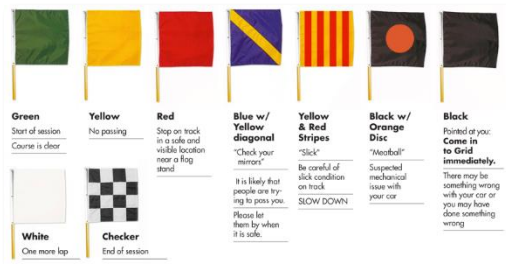 Green
Start of session
Course is clear
Yellow
No passing
Red
Stop on track
in a safe and
visible location
near a flag
stand
Blue w/
Yellow
diagonal
"Check your
mirrors"
It is likely that
people are try-
ing to pass you.
Please let
them by when
it is safe.
Yellow
& Red
Stripes
"Slick"
Be careful of
slick condition
on track
SLOW DOWN
Black w/
Orange
Disc
"Meatball"
Suspected
mechanical
issue with
your car
Black
Pointed at you:
Come in
to Grid
immediately.
There may be
something wrong
with your car or
you may have
done something
wrong
White
One more lap
Checker
End of session